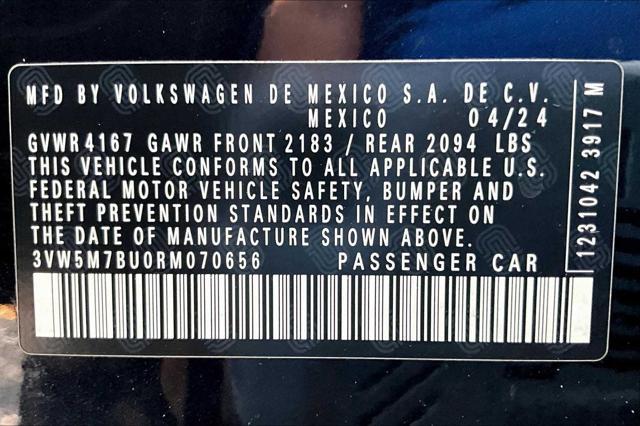 MFD BY VOLKSWAGEN DE MEXICO S.A. DE C.V.
MEXICO 04/24
GVWR 4167 GAWR FRONT 2183 / REAR 2094 LBS
THIS VEHICLE CONFORMS TO ALL APPLICABLE U.S.
FEDERAL MOTOR VEHICLE SAFETY, BUMPER AND
THEFT PREVENTION STANDARDS IN EFFECT ON
THE DATE OF MANUFACTURE SHOWN ABOVE.
3VW5M7BU0RM070656 PASSENGER CAR
1231042 3917 M